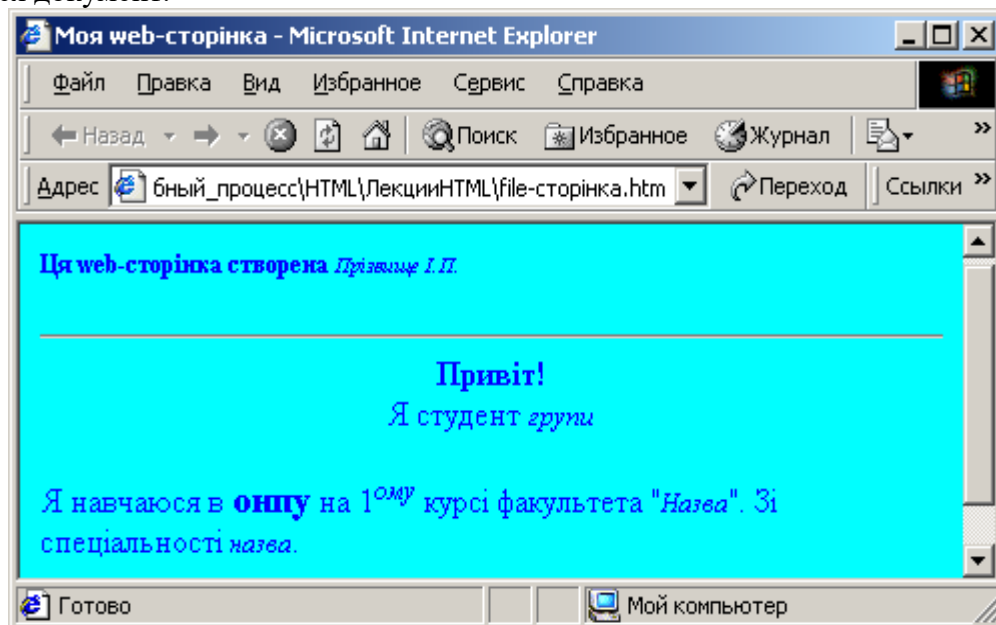 документ.
Моя web-сторінка - Microsoft Internet Explorer
Файл Правка Вид Избранное Сервис Справка
Назад Поиск Избранное Журнал »
Адрес бный_процесс\HTML\ЛекцииHTML\file-сторінка.htm Переход Ссылки »
Ця web-сторінка створена Прізвище І.П.
Привіт!
Я студент групи
Я навчаюся в онпу на 1ому курсі факультета "Назва". Зі
спеціальності назва.
Готово Мой компьютер